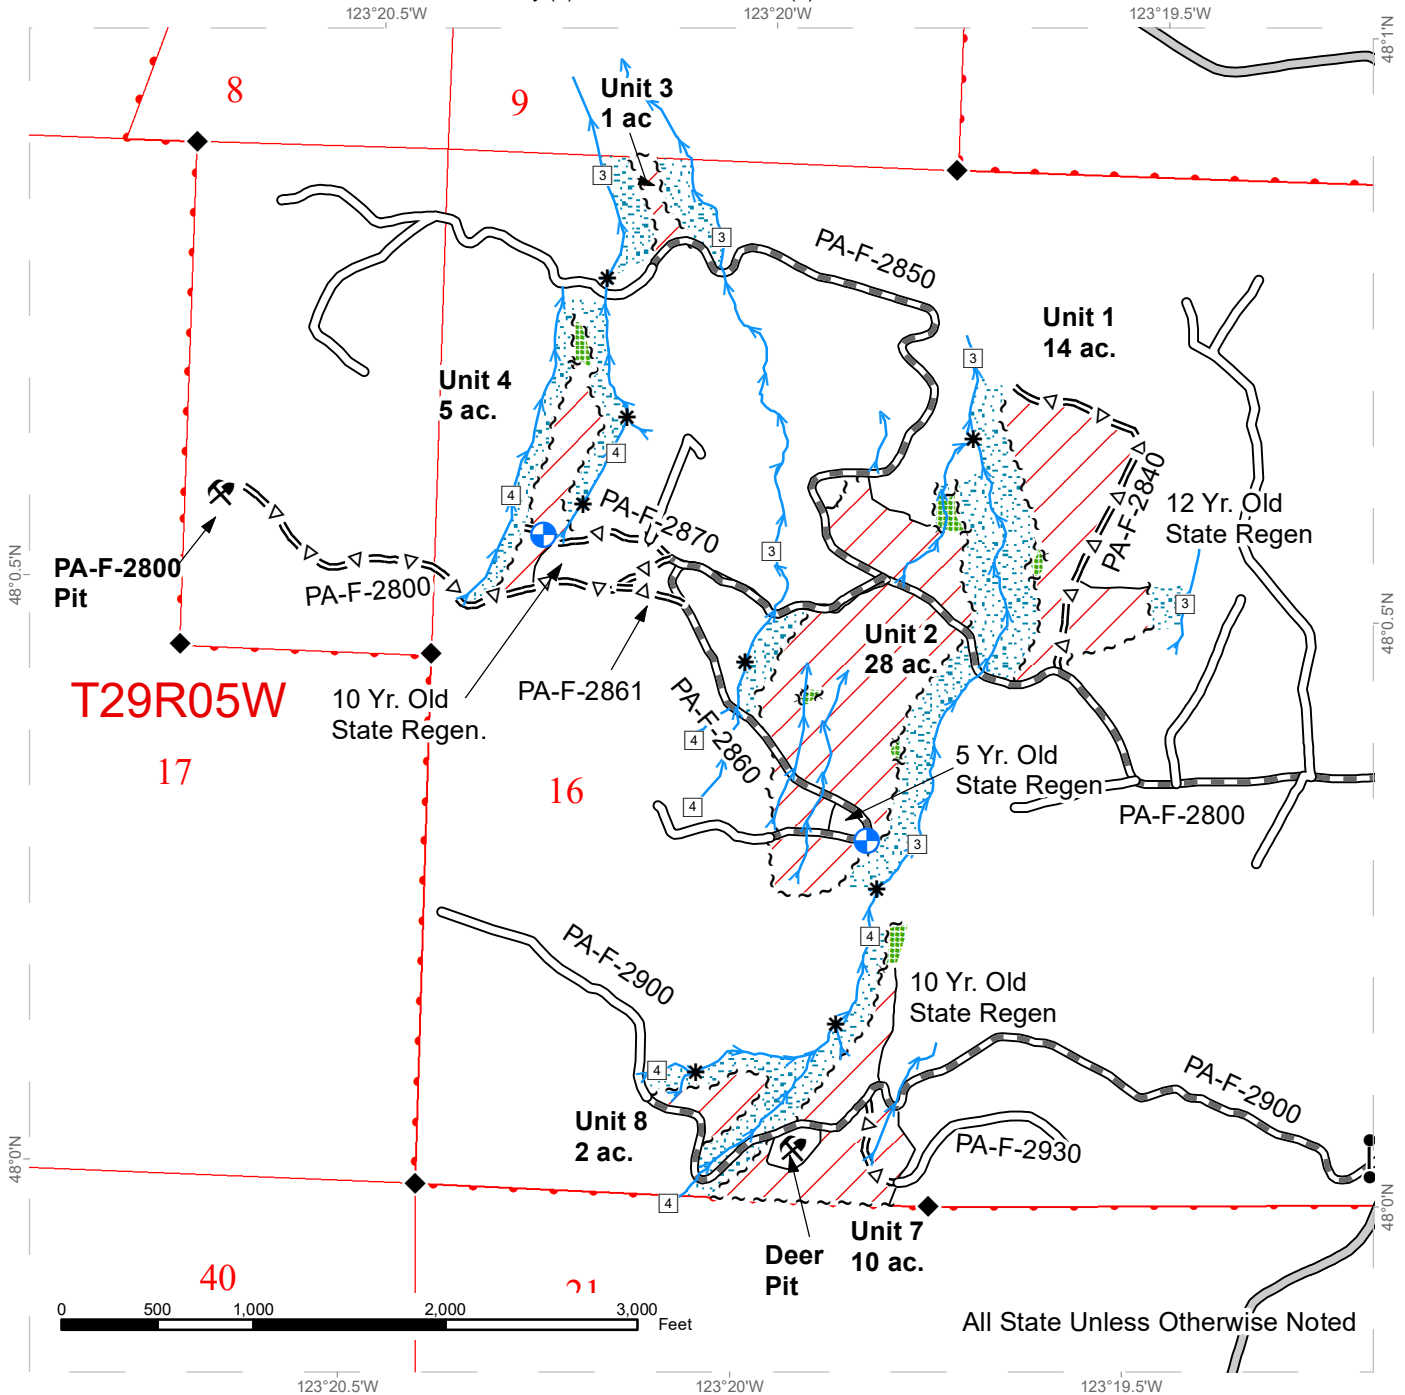 123°20.5'W
123°20'W
123°19.5'W
48°1'N
8
9
Unit 3
1 ac
3
3
PA-F-2850
Unit 1
14 ac.
3
Unit 4
5 ac.
4
4
PA-F-2840
12 Yr. Old
State Regen
PA-F-2870
3
PA-F-2800
Pit
PA-F-2800
48°0.5'N
48°0.5'N
3
Unit 2
28 ac.
T29R05W
10 Yr. Old
State Regen.
PA-F-2861
PA-F-2860
4
17
16
5 Yr. Old
State Regen
4
PA-F-2800
3
PA-F-2900
4
10 Yr. Old
State Regen
4
PA-F-2900
Unit 8
2 ac.
PA-F-2930
48°0'N
48°0'N
4
Unit 7
10 ac.
Deer
Pit
40
21
0 500 1,000 2,000 3,000
Feet
All State Unless Otherwise Noted
123°20.5'W
123°20'W
123°19.5'W